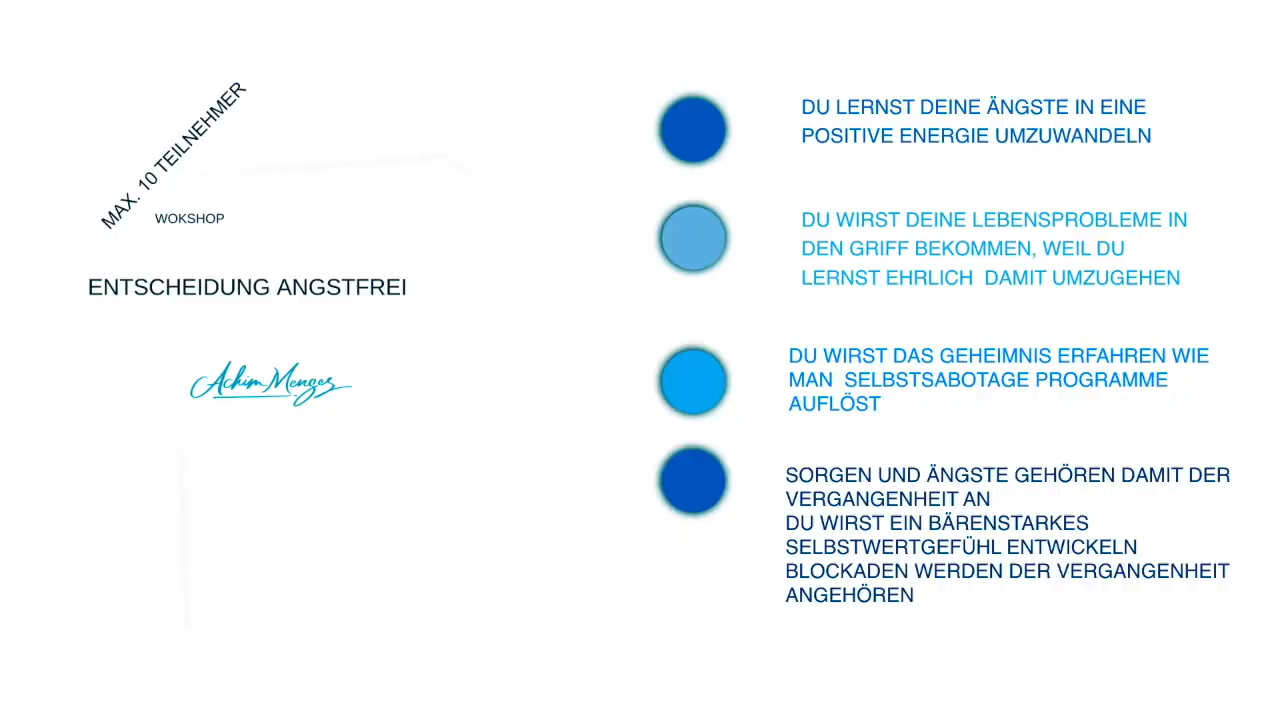 MAX. 10 TEILNEHMER
WOKSHOP
ENTSCHEIDUNG ANGSTFREI
Achim Menges
DU LERNST DEINE ÄNGSTE IN EINE
POSITIVE ENERGIE UMZUWANDELN
DU WIRST DEINE LEBENSPROBLEME IN
DEN GRIFF BEKOMMEN, WEIL DU
LERNST EHRLICH  DAMIT UMZUGEHEN
DU WIRST DAS GEHEIMNIS ERFAHREN WIE
MAN  SELBSTSABOTAGE PROGRAMME
AUFLÖST
SORGEN UND ÄNGSTE GEHÖREN DAMIT DER
VERGANGENHEIT AN
DU WIRST EIN BÄRENSTARKES
SELBSTWERTGEFÜHL ENTWICKELN
BLOCKADEN WERDEN DER VERGANGENHEIT
ANGEHÖREN